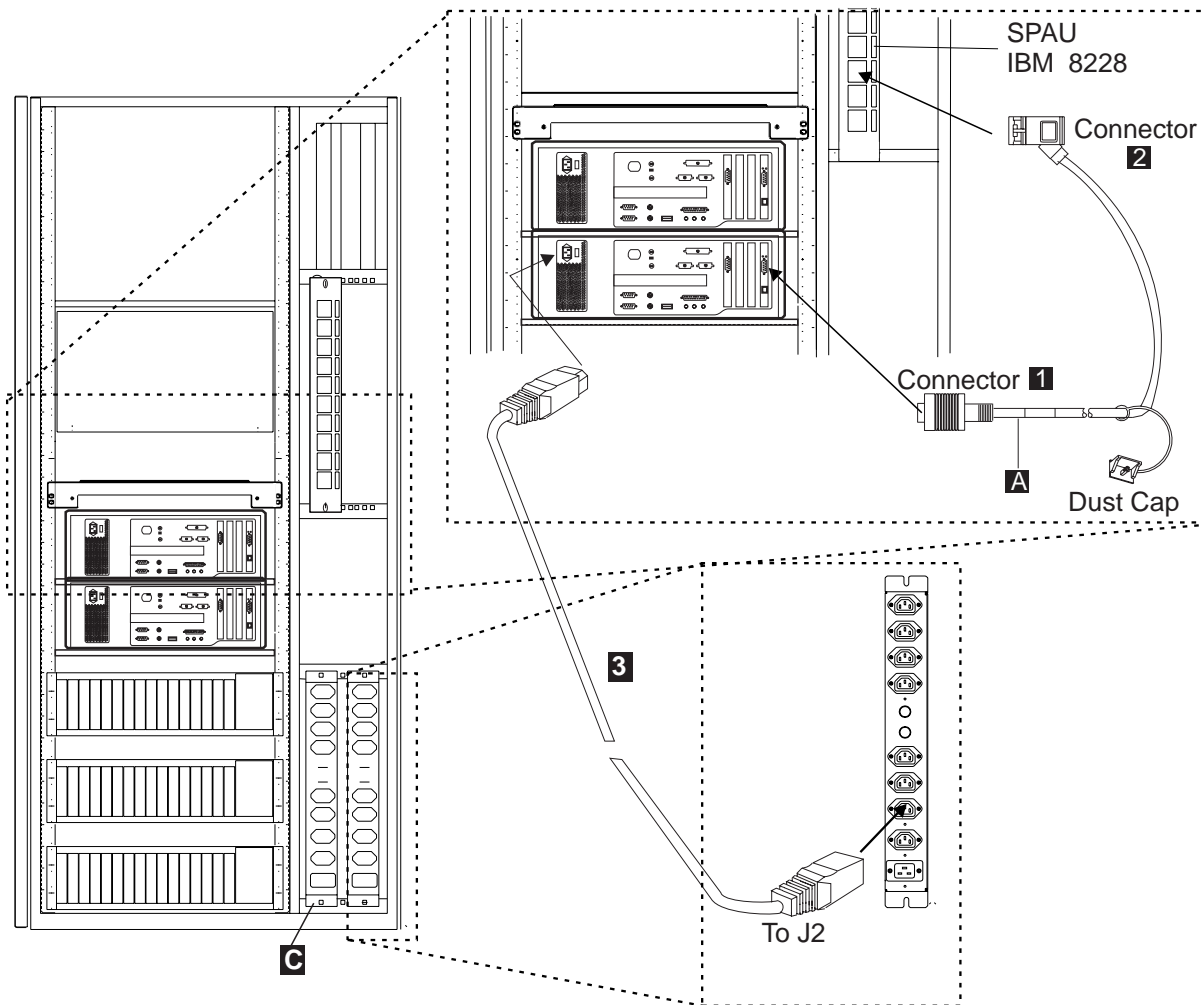 SPAU
IBM 8228
Connector
2
Connector 1
A
Dust Cap
3
To J2
C